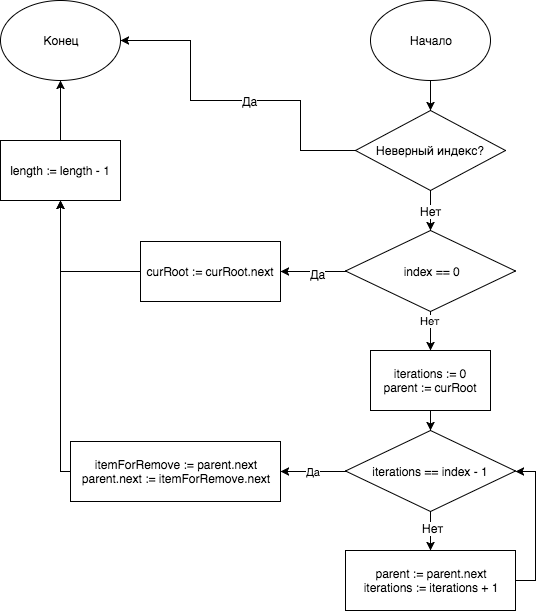 Конец
Начало
Да
Неверный индекс?
length := length - 1
Нет
curRoot := curRoot.next
Да
index == 0
Нет
iterations := 0
parent := curRoot
itemForRemove := parent.next
parent.next := itemForRemove.next
Да
iterations == index - 1
Нет
parent := parent.next
iterations := iterations + 1